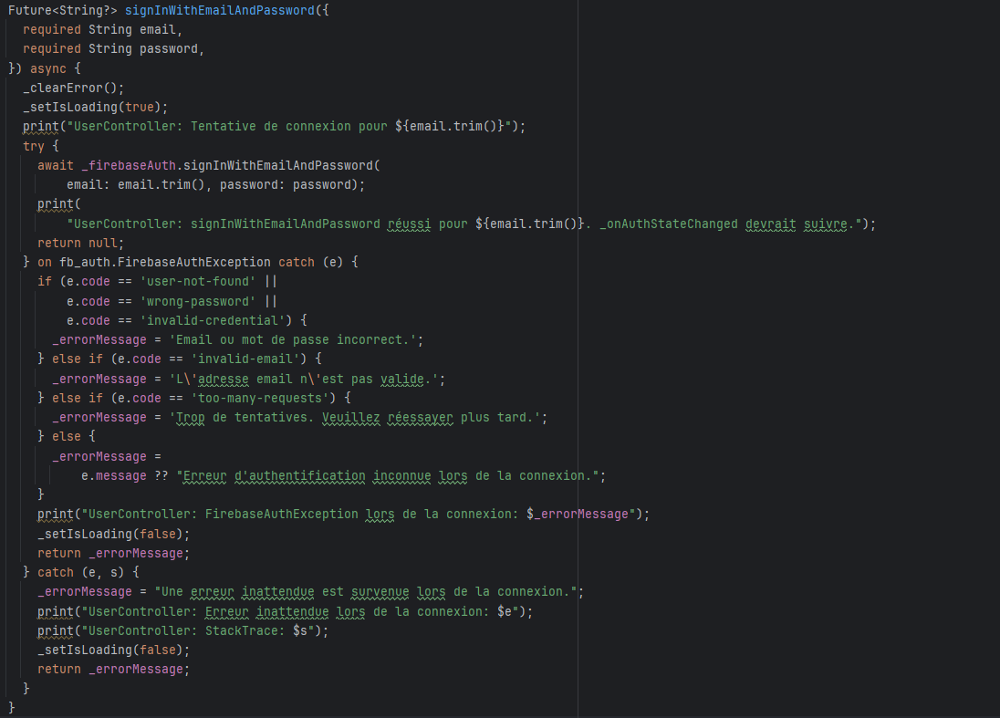 Future<String?> signInWithEmailAndPassword({
  required String email,
  required String password,
}) async {
  _clearError();
  _setIsLoading(true);
  print("UserController: Tentative de connexion pour ${email.trim()}");
  try {
    await _firebaseAuth.signInWithEmailAndPassword(
        email: email.trim(), password: password);
    print(
        "UserController: signInWithEmailAndPassword réussi pour ${email.trim()}. _onAuthStateChanged devrait suivre.");
    return null;
  } on fb_auth.FirebaseAuthException catch (e) {
    if (e.code == 'user-not-found' ||
        e.code == 'wrong-password' ||
        e.code == 'invalid-credential') {
      _errorMessage = 'Email ou mot de passe incorrect.';
    } else if (e.code == 'invalid-email') {
      _errorMessage = 'L\'adresse email n\'est pas valide.';
    } else if (e.code == 'too-many-requests') {
      _errorMessage = 'Trop de tentatives. Veuillez réessayer plus tard.';
    } else {
      _errorMessage =
          e.message ?? "Erreur d'authentification inconnue lors de la connexion.";
    }
    print("UserController: FirebaseAuthException lors de la connexion: $_errorMessage");
    _setIsLoading(false);
    return _errorMessage;
  } catch (e, s) {
    _errorMessage = "Une erreur inattendue est survenue lors de la connexion.";
    print("UserController: Erreur inattendue lors de la connexion: $e");
    print("UserController: StackTrace: $s");
    _setIsLoading(false);
    return _errorMessage;
  }
}